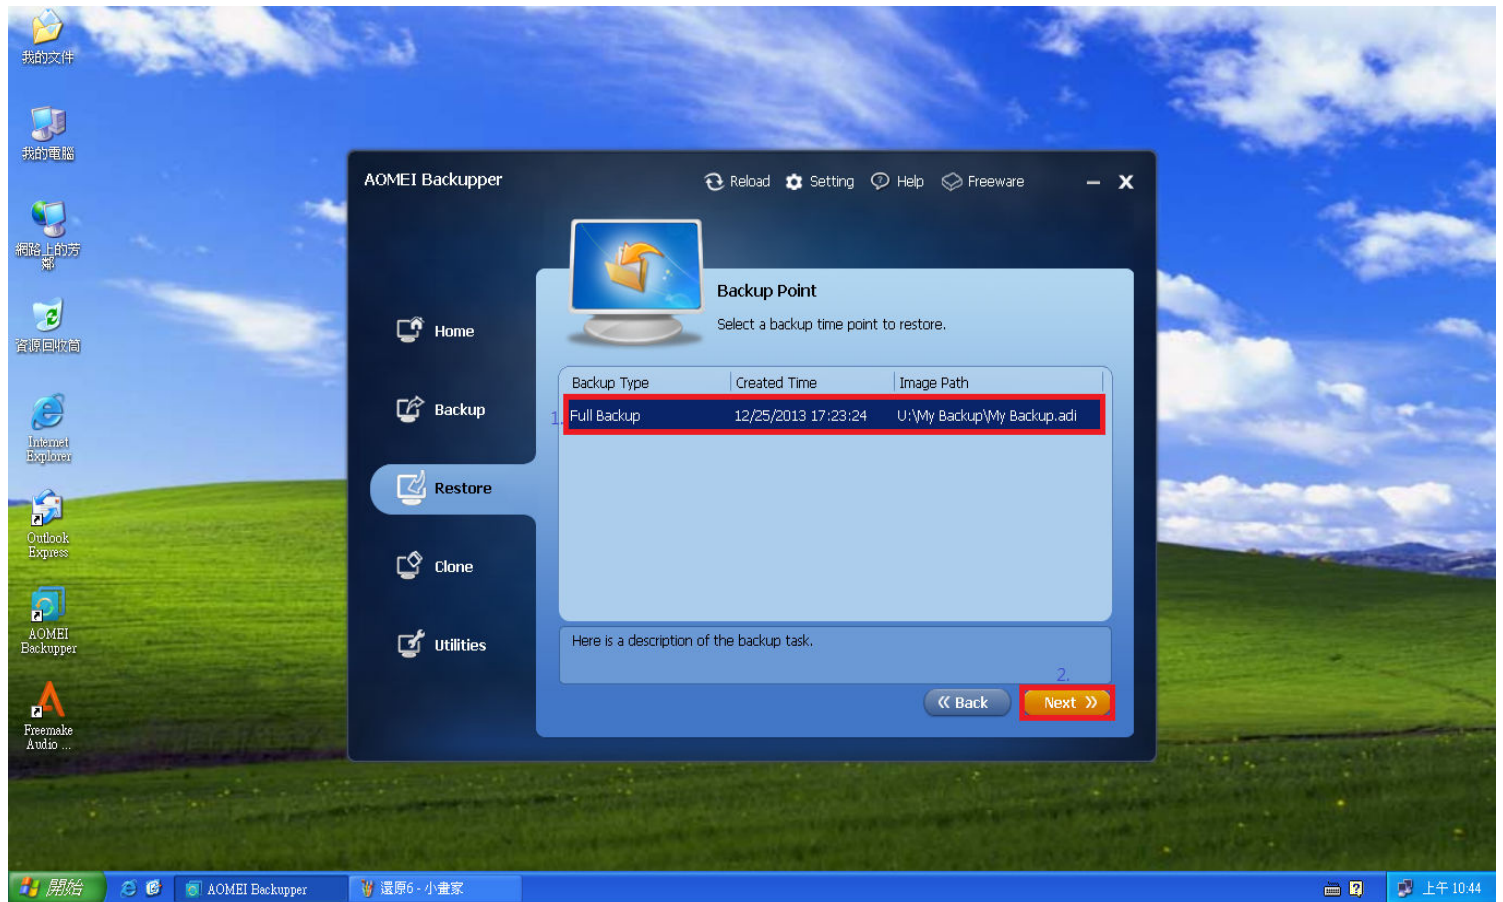 我的文件
我的電腦
網路上的芳
鄰
資源回收筒
Internet
Explorer
Outlook
Express
AOMEI
Backupper
Freemake
Audio ...
AOMEI Backupper
Reload
Setting
Help
Freeware
Home
Backup
Restore
Clone
Utilities
Backup Point
Select a backup time point to restore.
Backup Type Created Time Image Path
1. Full Backup 12/25/2013 17:23:24 U:\My Backup\My Backup.adi
Here is a description of the backup task.
2.
Back
Next
開始
AOMEI Backupper
還原6 - 小畫家
上午 10:44